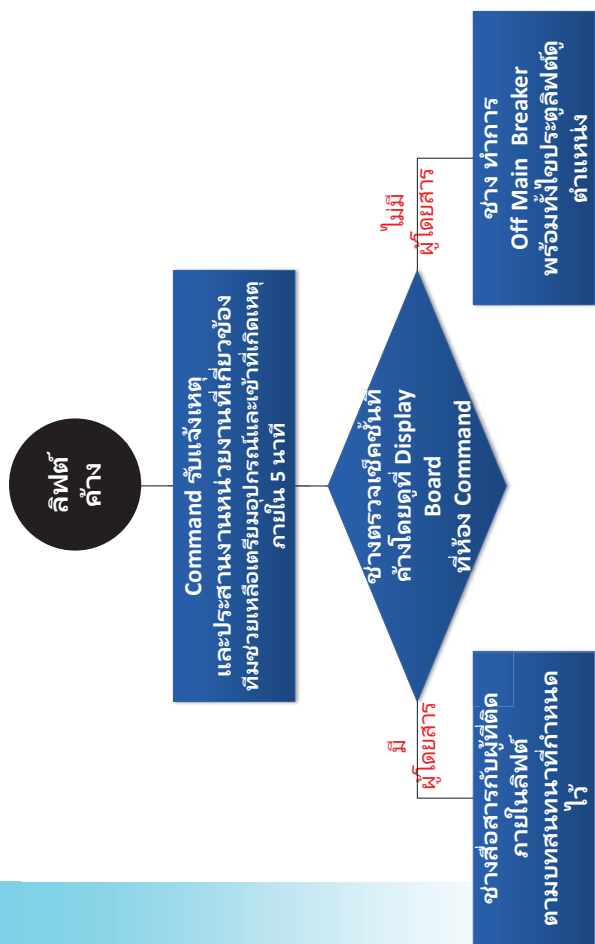 ลิฟต์
ค้าง
Command รับแจ้งเหตุ
และประสานงานหน่วยงานที่เกี่ยวข้อง
ทีมช่วยเหลือเตรียมอุปกรณ์และเข้าที่เกิดเหตุ
ภายใน 5 นาที
ช่างตรวจเช็คชั้นที่
ค้างโดยดูที่ Display
Board
ที่ห้อง Command
มี
ผู้โดยสาร
ไม่มี
ผู้โดยสาร
ช่างสื่อสารกับผู้ที่ติด
ภายในลิฟต์
ตามบทสนทนาที่กำหนด
ไว้
ช่าง ทำการ
Off Main Breaker
พร้อมทั้งไขประตูลิฟต์ดู
ตำแหน่ง